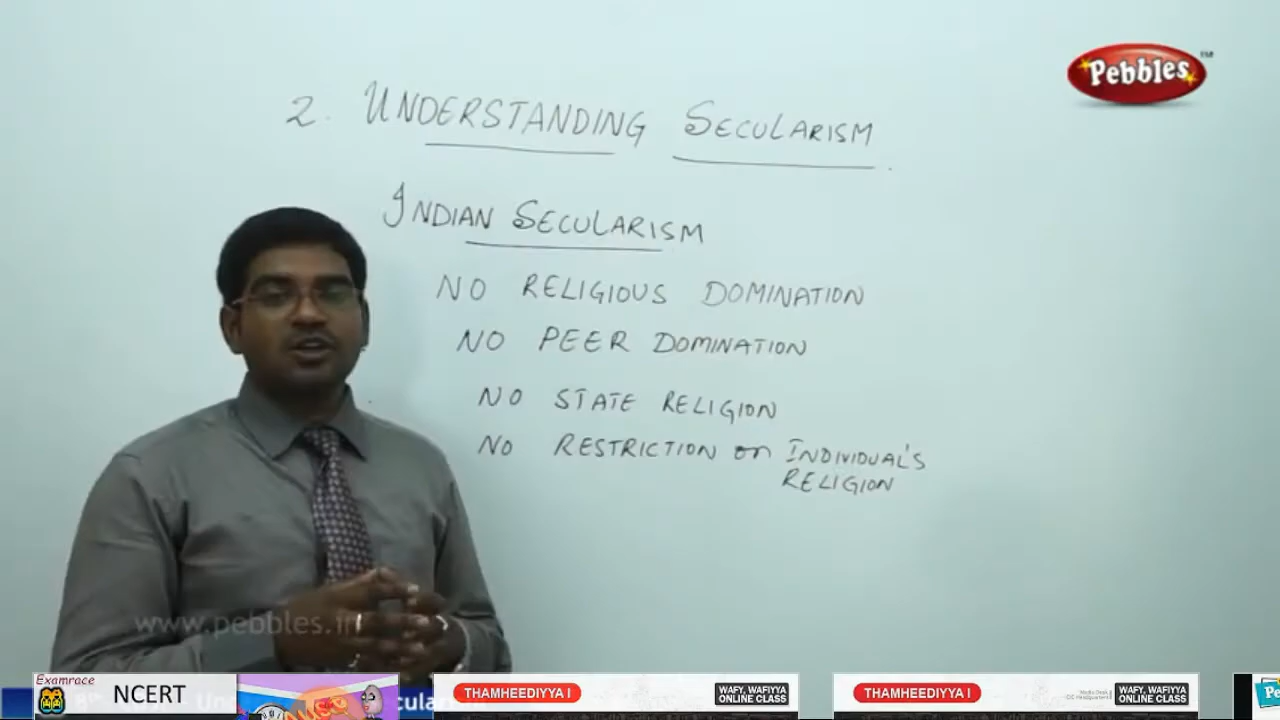 Pebbles™
2. UNDERSTANDING SECULARISM.
INDIAN SECULARISM
NO RELIGIOUS DOMINATION
NO PEER DOMINATION
NO STATE RELIGION
NO RESTRICTION on INDIVIDUAL'S
RELIGION
www.pebbles.in
Examrace
NCERT
THAMHEEDIYYA I
WAFY, WAFIYYA
ONLINE CLASS
THAMHEEDIYYA I
WAFY, WAFIYYA
ONLINE CLASS